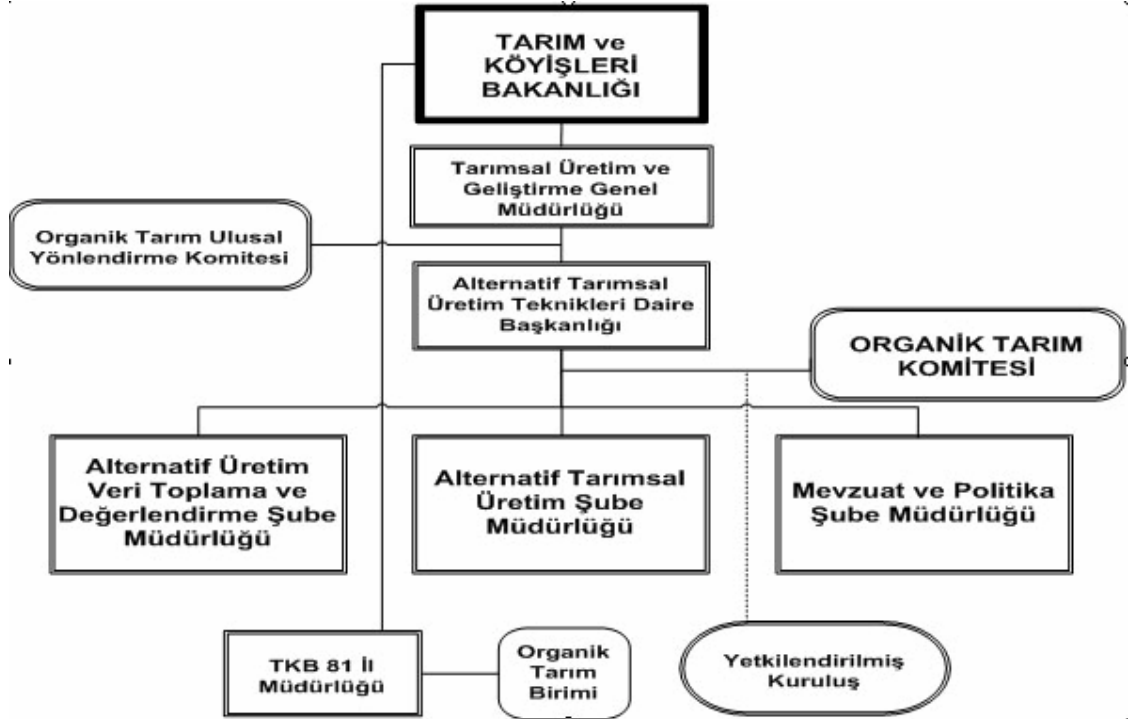 TARIM ve
KÖYİŞLERİ
BAKANLIĞI
Tarımsal Üretim ve
Geliştirme Genel
Müdürlüğü
Organik Tarım Ulusal
Yönlendirme Komitesi
Alternatif Tarımsal
Üretim Teknikleri Daire
Başkanlığı
ORGANİK TARIM
KOMİTESİ
Alternatif Üretim
Veri Toplama ve
Değerlendirme Şube
Müdürlüğü
Alternatif Tarımsal
Üretim Şube
Müdürlüğü
Mevzuat ve Politika
Şube Müdürlüğü
TKB 81 İl
Müdürlüğü
Organik
Tarım
Birimi
Yetkilendirilmiş
Kuruluş